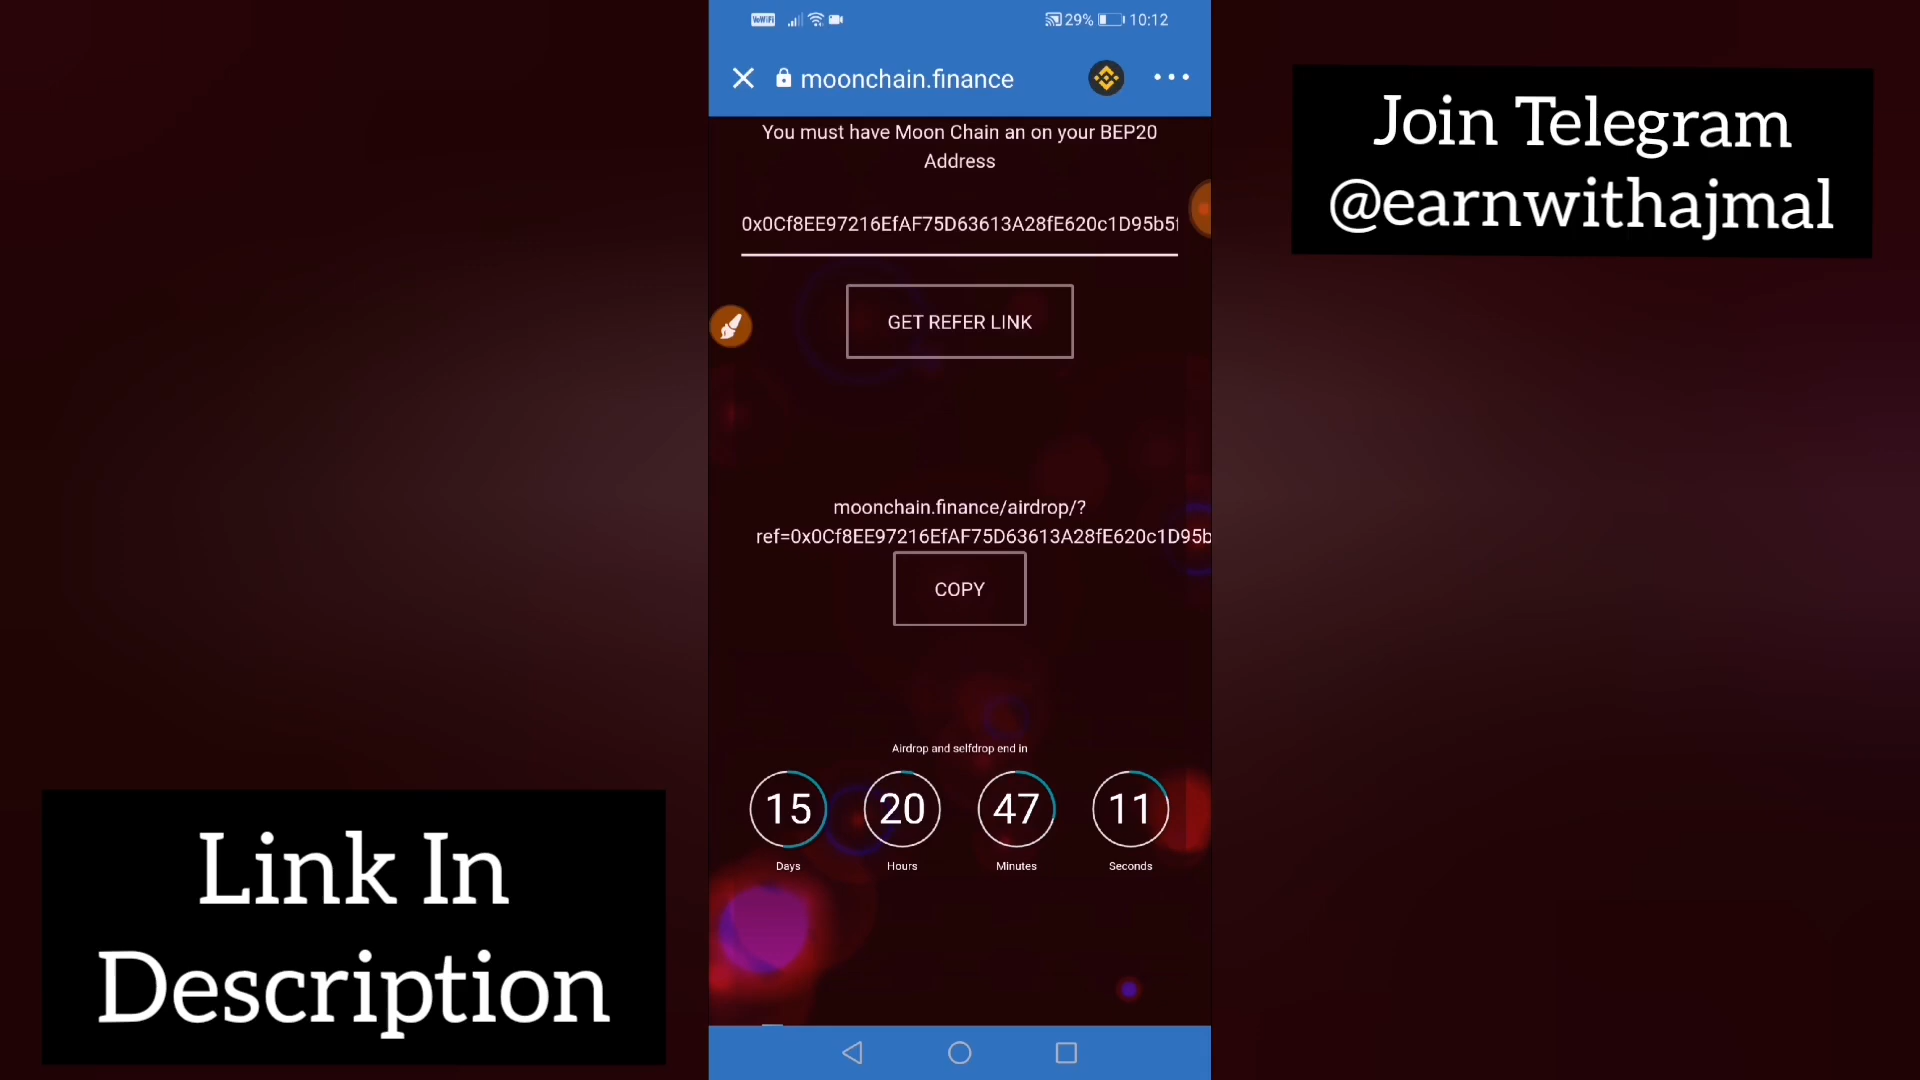 VoWiFi
29% 10:12
moonchain.finance
You must have Moon Chain an on your BEP20
Address
0x0Cf8EE97216EfAF75D63613A28fE620c1D95b5
GET REFER LINK
moonchain.finance/airdrop/?
ref=0x0Cf8EE97216EfAF75D63613A28fE620c1D95b
COPY
Airdrop and selfdrop end in
15 20 47 11
Days Hours Minutes Seconds
Join Telegram
@earnwithajmal
Link In
Description